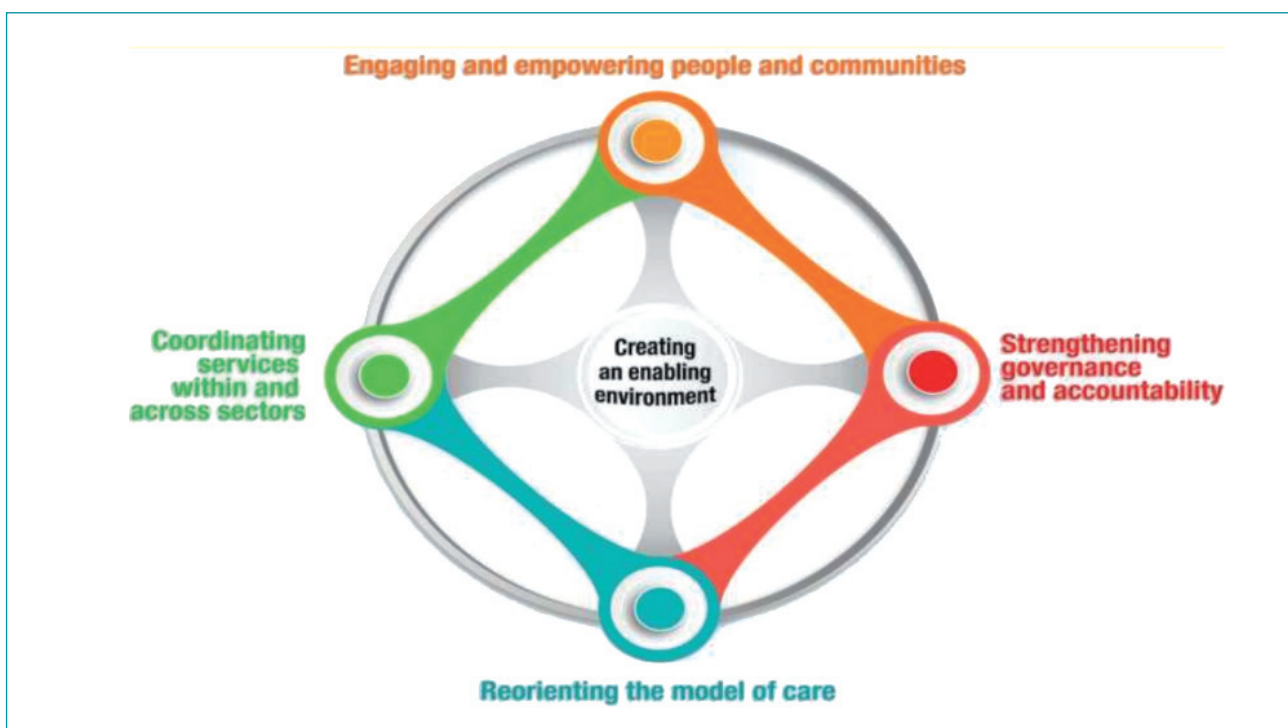 Engaging and empowering people and communities
Coordinating
services
within and
across sectors
Creating
an enabling
environment
Strengthening
governance
and accountability
Reorienting the model of care